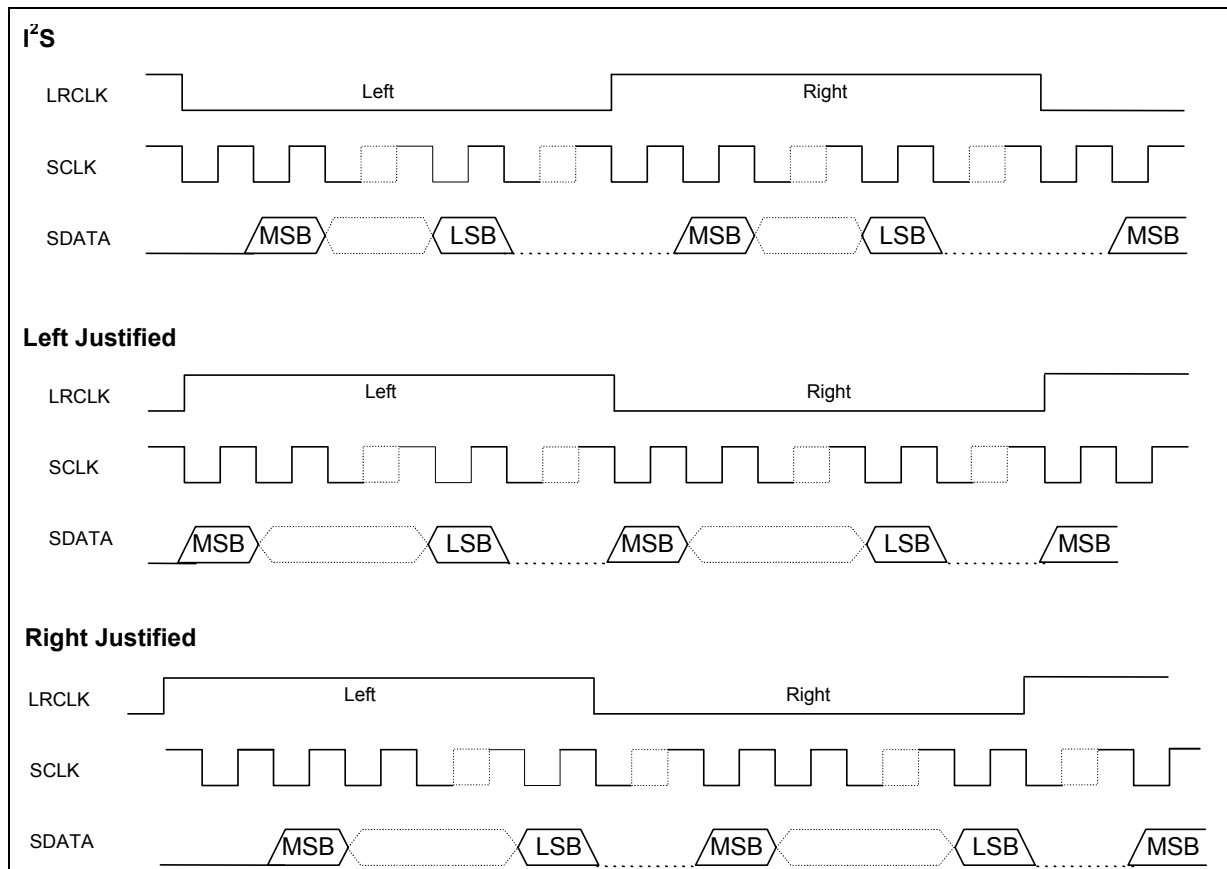 I²S
LRCLK Left Right
SCLK
SDATA MSB LSB MSB LSB MSB
Left Justified
LRCLK Left Right
SCLK
SDATA MSB LSB MSB LSB MSB
Right Justified
LRCLK Left Right
SCLK
SDATA MSB LSB MSB LSB MSB